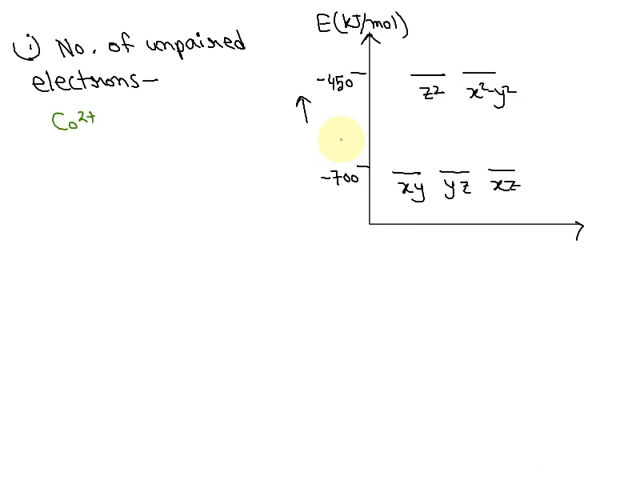 (i) No. of unpaired
electrons—
Co²⁺
E(kJ/mol)
-450
z² x²-y²
-700
xy yz xz